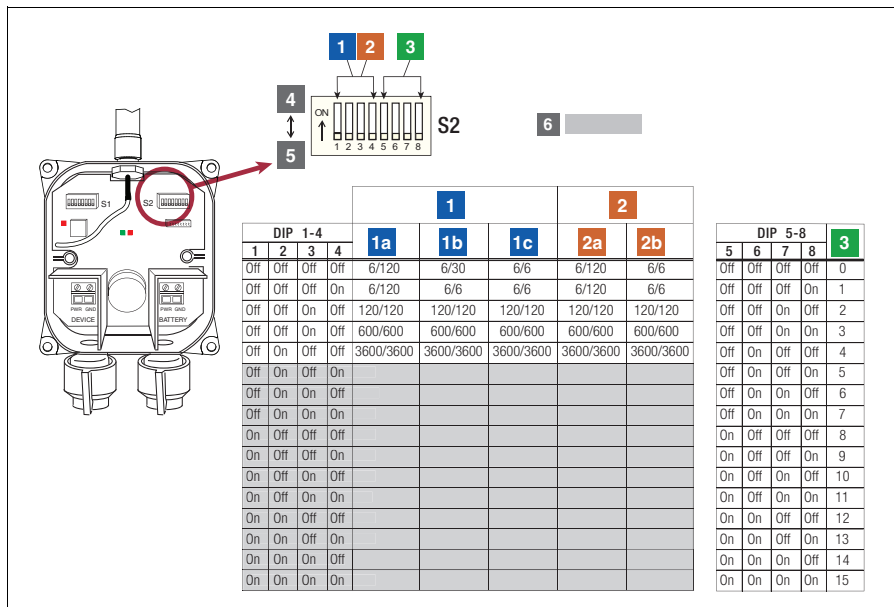 1 2 3
4
ON
S2
6
5
1 2 3 4 5 6 7 8
S1 S2
PWR GND PWR GND
DEVICE BATTERY
1 2
DIP 1-4 1a 1b 1c 2a 2b
1 2 3 4
Off Off Off Off 6/120 6/30 6/6 6/120 6/6
Off Off Off On 6/120 6/6 6/6 6/120 6/6
Off Off On Off 120/120 120/120 120/120 120/120 120/120
Off Off On On 600/600 600/600 600/600 600/600 600/600
Off On Off Off 3600/3600 3600/3600 3600/3600 3600/3600 3600/3600
Off On Off On
Off On On Off
Off On On On
On Off Off Off
On Off Off On
On Off On Off
On Off On On
On On Off Off
On On Off On
On On On Off
On On On On
DIP 5-8 3
5 6 7 8
Off Off Off Off 0
Off Off Off On 1
Off Off On Off 2
Off Off On On 3
Off On Off Off 4
Off On Off On 5
Off On On Off 6
Off On On On 7
On Off Off Off 8
On Off Off On 9
On Off On Off 10
On Off On On 11
On On Off Off 12
On On Off On 13
On On On Off 14
On On On On 15